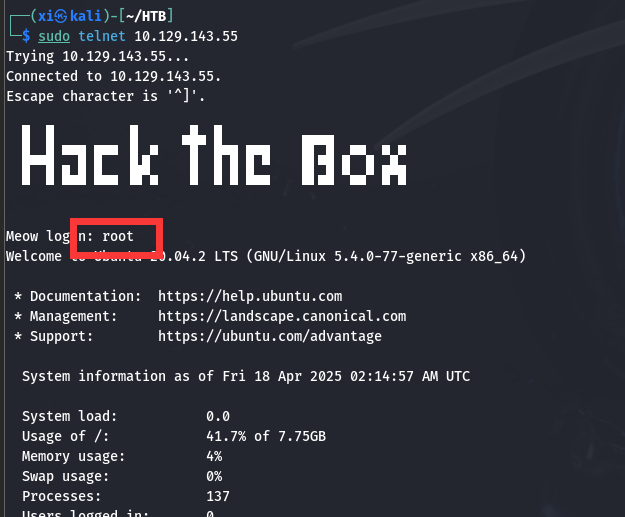 ┌──(xi㉿kali)-[~/HTB]
└─$ sudo telnet 10.129.143.55
Trying 10.129.143.55...
Connected to 10.129.143.55.
Escape character is '^]'.
Hack the Box
Meow login: root
Welcome to Ubuntu 20.04.2 LTS (GNU/Linux 5.4.0-77-generic x86_64)
* Documentation: https://help.ubuntu.com
* Management: https://landscape.canonical.com
* Support: https://ubuntu.com/advantage
System information as of Fri 18 Apr 2025 02:14:57 AM UTC
System load: 0.0
Usage of /: 41.7% of 7.75GB
Memory usage: 4%
Swap usage: 0%
Processes: 137
Users logged in: 0